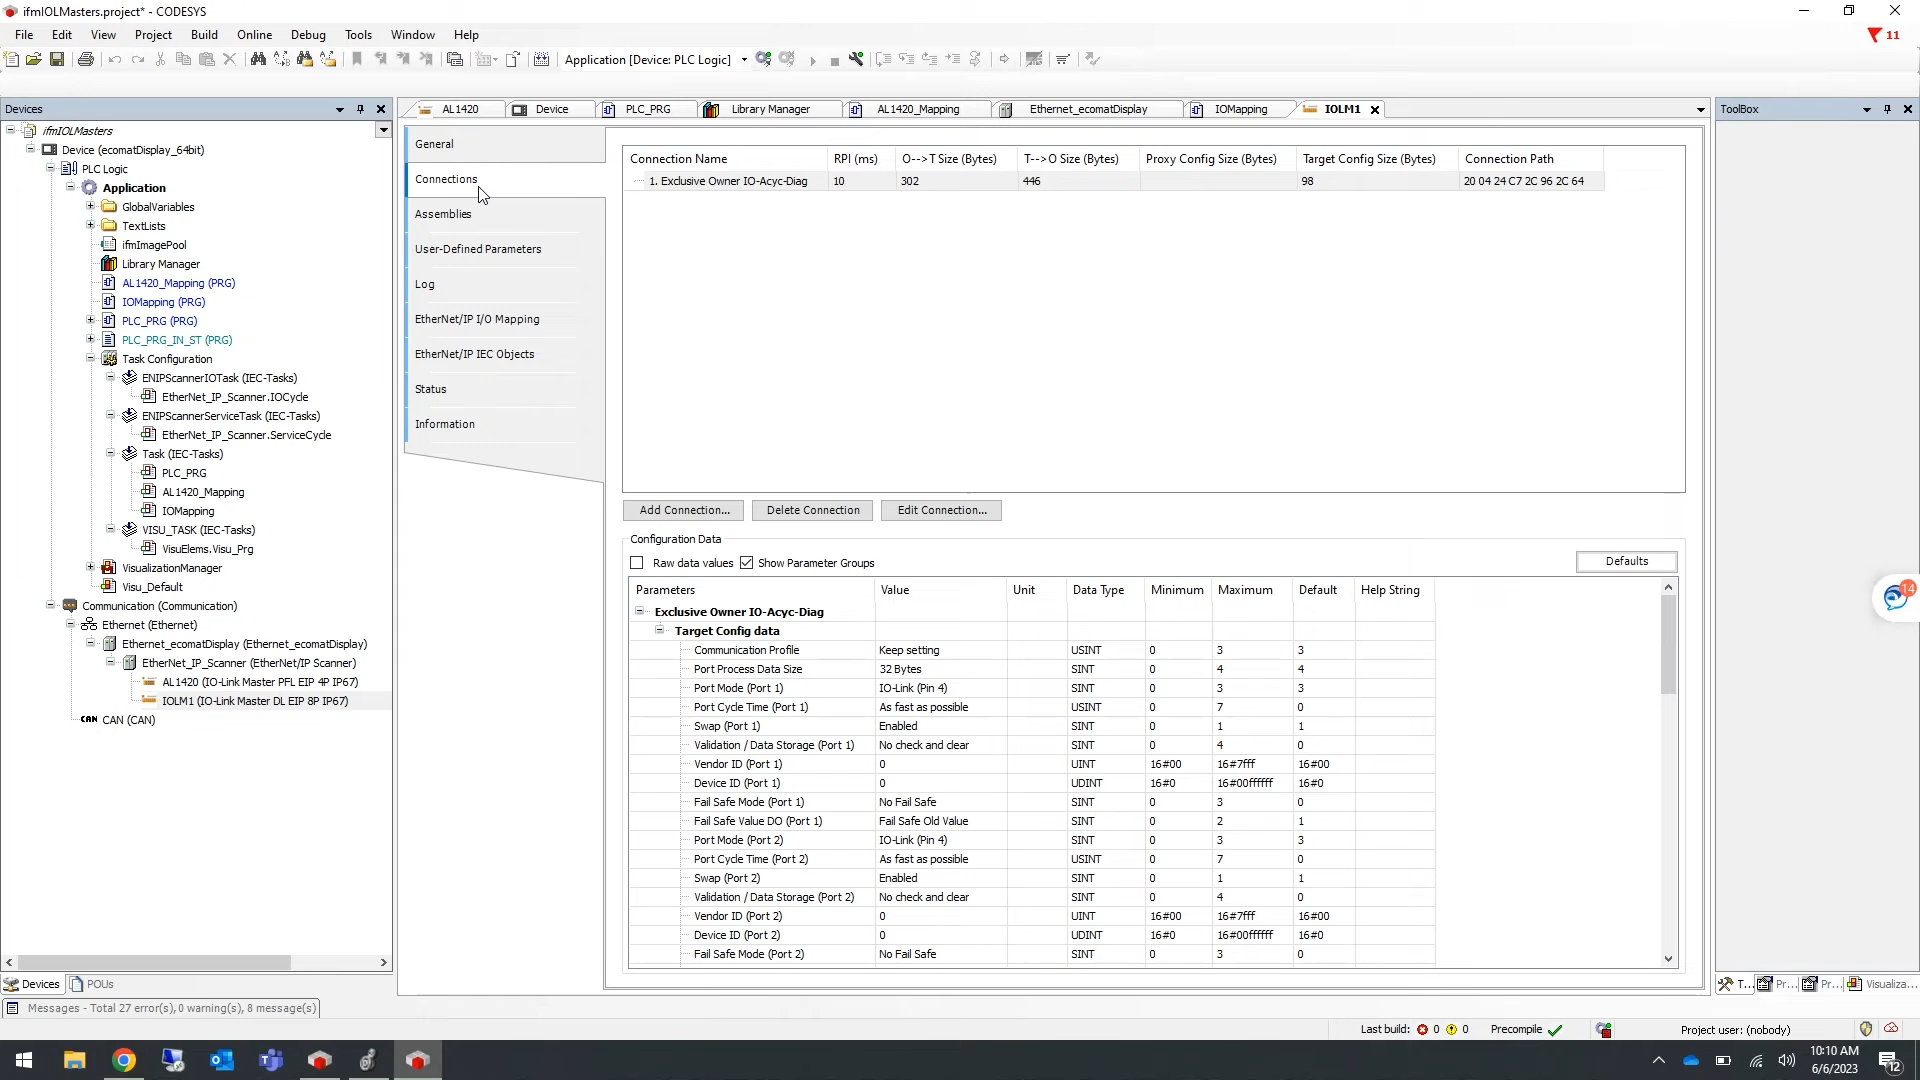 ifmIOLMasters.project* - CODESYS
File Edit View Project Build Online Debug Tools Window Help
11
Application [Device: PLC Logic]
Devices
ifmIOLMasters
Device (ecomatDisplay_64bit)
PLC Logic
Application
GlobalVariables
TextLists
ifmImagePool
Library Manager
AL1420_Mapping (PRG)
IOMapping (PRG)
PLC_PRG (PRG)
PLC_PRG_IN_ST (PRG)
Task Configuration
ENIPScannerIOTask (IEC-Tasks)
EtherNet_IP_Scanner.IOCycle
ENIPScannerServiceTask (IEC-Tasks)
EtherNet_IP_Scanner.ServiceCycle
Task (IEC-Tasks)
PLC_PRG
AL1420_Mapping
IOMapping
VISU_TASK (IEC-Tasks)
VisuElems.Visu_Prg
VisualizationManager
Visu_Default
Communication (Communication)
Ethernet (Ethernet)
Ethernet_ecomatDisplay (Ethernet_ecomatDisplay)
EtherNet_IP_Scanner (EtherNet/IP Scanner)
AL1420 (IO-Link Master PFL EIP 4P IP67)
IOLM1 (IO-Link Master DL EIP 8P IP67)
CAN CAN (CAN)
Devices POUs
AL1420 Device PLC_PRG Library Manager AL1420_Mapping Ethernet_ecomatDisplay IOMapping IOLM1
General
Connections
Assemblies
User-Defined Parameters
Log
EtherNet/IP I/O Mapping
EtherNet/IP IEC Objects
Status
Information
Connection Name RPI (ms) O-->T Size (Bytes) T-->O Size (Bytes) Proxy Config Size (Bytes) Target Config Size (Bytes) Connection Path
1. Exclusive Owner IO-Acyc-Diag 10 302 446 98 20 04 24 C7 2C 96 2C 64
Add Connection... Delete Connection Edit Connection...
Configuration Data
Raw data values Show Parameter Groups Defaults
Parameters Value Unit Data Type Minimum Maximum Default Help String
Exclusive Owner IO-Acyc-Diag
Target Config data
Communication Profile Keep setting USINT 0 3 3
Port Process Data Size 32 Bytes SINT 0 4 4
Port Mode (Port 1) IO-Link (Pin 4) SINT 0 3 3
Port Cycle Time (Port 1) As fast as possible USINT 0 7 0
Swap (Port 1) Enabled SINT 0 1 1
Validation / Data Storage (Port 1) No check and clear SINT 0 4 0
Vendor ID (Port 1) 0 UINT 16#00 16#7fff 16#00
Device ID (Port 1) 0 UDINT 16#0 16#00ffffff 16#0
Fail Safe Mode (Port 1) No Fail Safe SINT 0 3 0
Fail Safe Value DO (Port 1) Fail Safe Old Value SINT 0 2 1
Port Mode (Port 2) IO-Link (Pin 4) SINT 0 3 3
Port Cycle Time (Port 2) As fast as possible USINT 0 7 0
Swap (Port 2) Enabled SINT 0 1 1
Validation / Data Storage (Port 2) No check and clear SINT 0 4 0
Vendor ID (Port 2) 0 UINT 16#00 16#7fff 16#00
Device ID (Port 2) 0 UDINT 16#0 16#00ffffff 16#0
Fail Safe Mode (Port 2) No Fail Safe SINT 0 3 0
ToolBox
14
T... Pr... Pr... Visualiza...
Messages - Total 27 error(s), 0 warning(s), 8 message(s)
Last build: 0 0 Precompile Project user: (nobody)
10:10 AM
6/6/2023
12